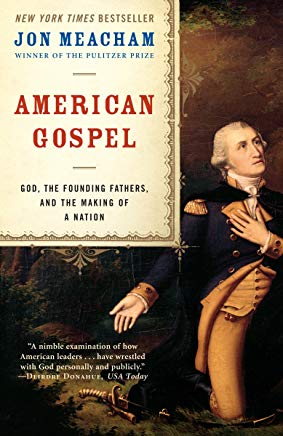 NEW YORK TIMES BESTSELLER
JON MEACHAM
WINNER OF THE PULITZER PRIZE
AMERICAN
GOSPEL
GOD, THE FOUNDING FATHERS,
AND THE MAKING OF
A NATION
“A nimble examination of how
American leaders . . . have wrestled
with God personally and publicly.”
—DEIRDRE DONAHUE, USA Today